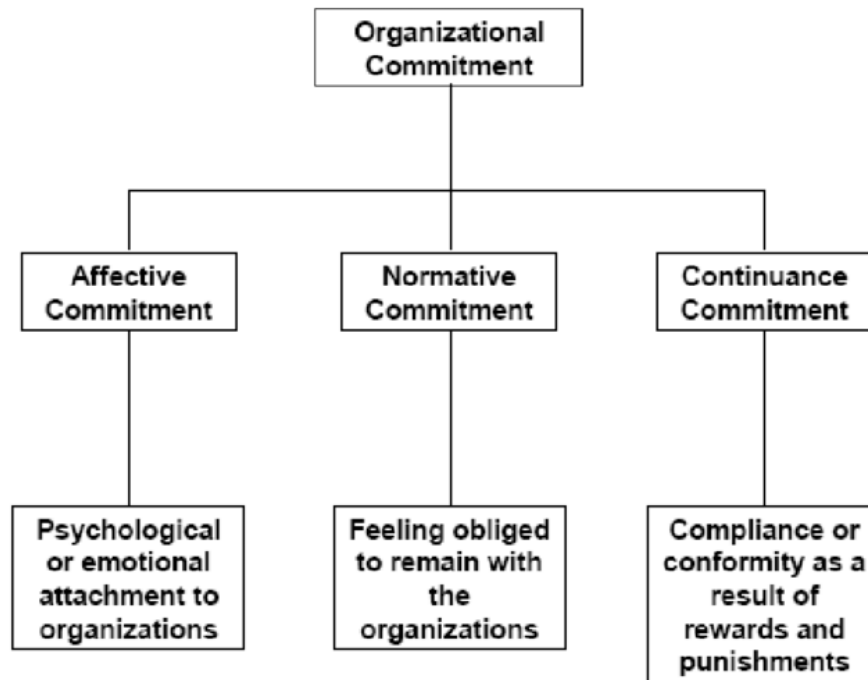 Organizational
Commitment
Affective
Commitment
Normative
Commitment
Continuance
Commitment
Psychological
or emotional
attachment to
organizations
Feeling obliged
to remain with
the
organizations
Compliance or
conformity as a
result of
rewards and
punishments